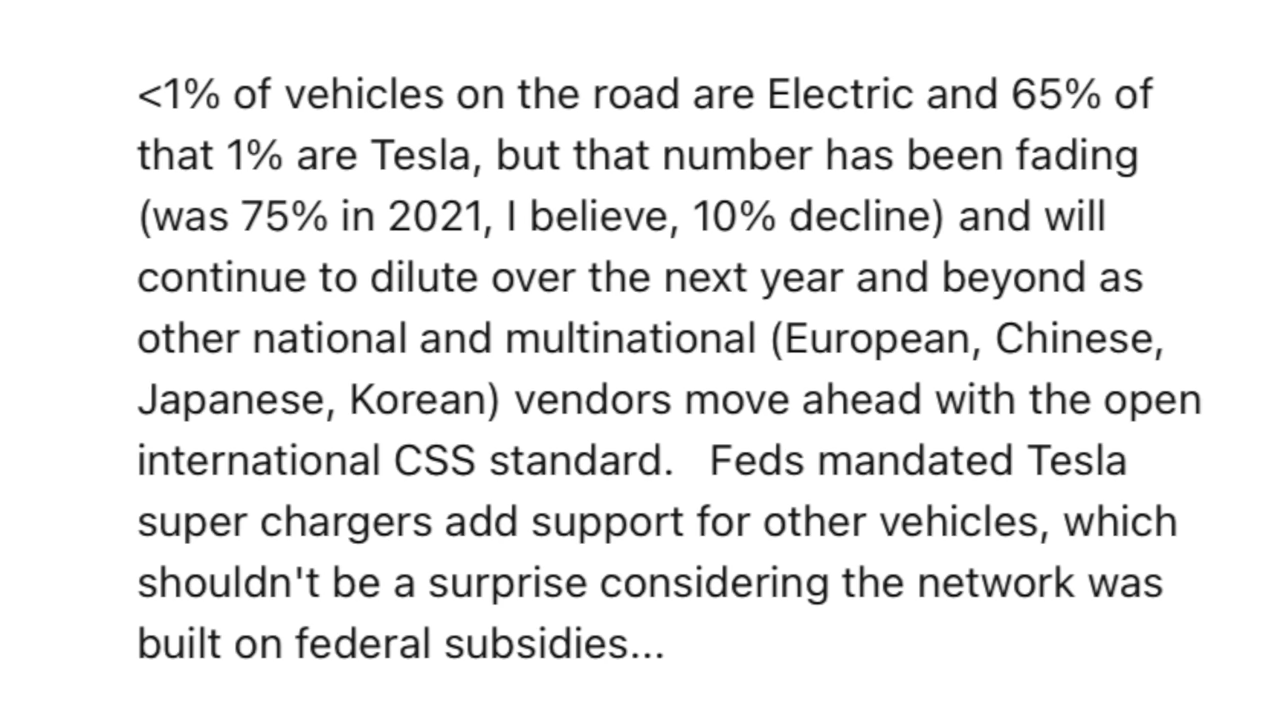 <1% of vehicles on the road are Electric and 65% of
that 1% are Tesla, but that number has been fading
(was 75% in 2021, I believe, 10% decline) and will
continue to dilute over the next year and beyond as
other national and multinational (European, Chinese,
Japanese, Korean) vendors move ahead with the open
international CSS standard.   Feds mandated Tesla
super chargers add support for other vehicles, which
shouldn't be a surprise considering the network was
built on federal subsidies...